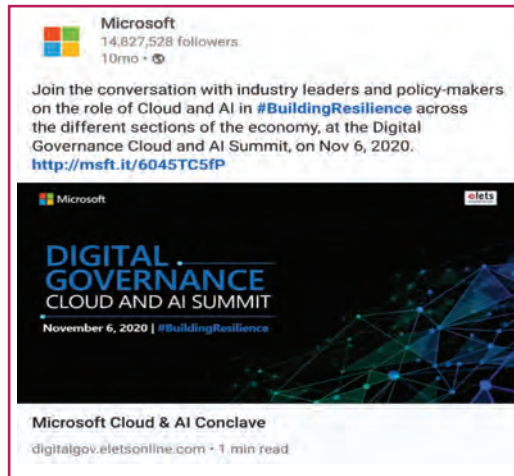 Microsoft
14,827,528 followers
10mo •
Join the conversation with industry leaders and policy-makers
on the role of Cloud and AI in #BuildingResilience across
the different sections of the economy, at the Digital
Governance Cloud and AI Summit, on Nov 6, 2020.
http://msft.it/6045TC5fP
Microsoft
elets
DIGITAL
GOVERNANCE
CLOUD AND AI SUMMIT
November 6, 2020 | #BuildingResilience
Microsoft Cloud & AI Conclave
digitalgov.eletsonline.com • 1 min read